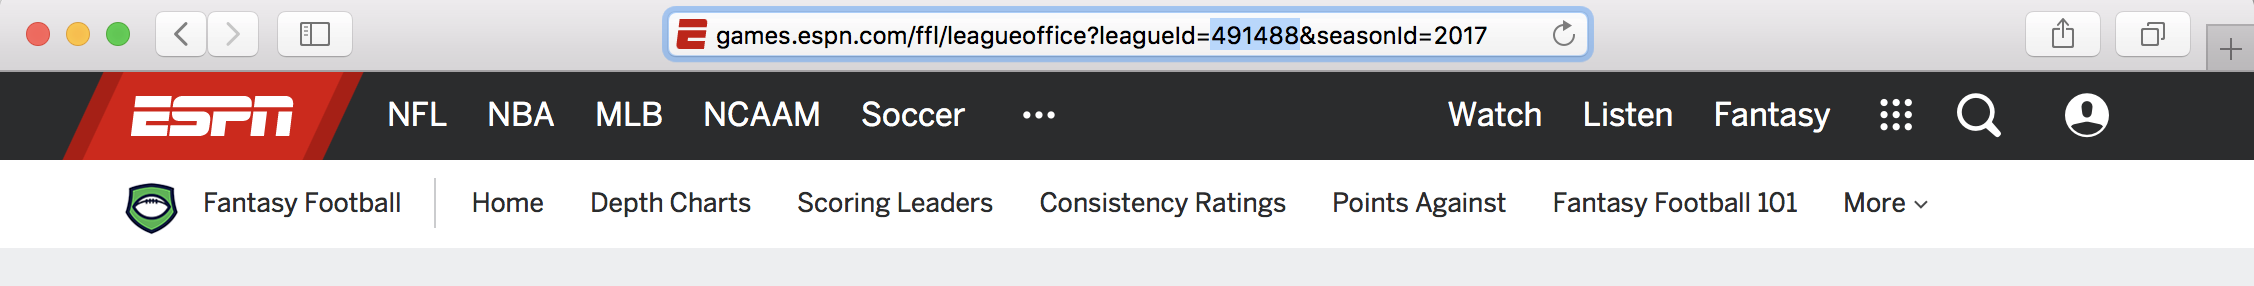 games.espn.com/ffl/leagueoffice?leagueId=491488&seasonId=2017
ESPN NFL NBA MLB NCAAM Soccer ••• Watch Listen Fantasy
Fantasy Football Home Depth Charts Scoring Leaders Consistency Ratings Points Against Fantasy Football 101 More